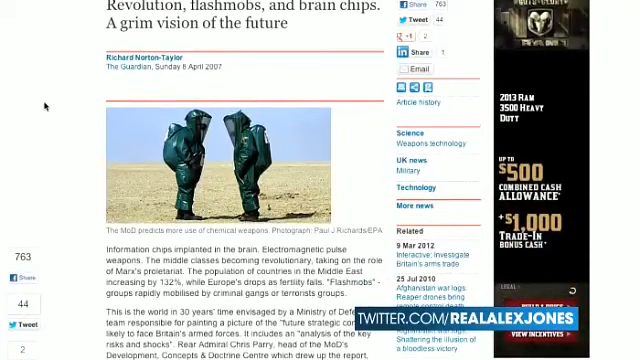 Revolution, flashmobs, and brain chips.
A grim vision of the future
Richard Norton-Taylor
The Guardian, Sunday 8 April 2007
The MoD predicts more use of chemical weapons. Photograph: Paul J Richards/EPA
Information chips implanted in the brain. Electromagnetic pulse
weapons. The middle classes becoming revolutionary, taking on the role
of Marx's proletariat. The population of countries in the Middle East
increasing by 132%, while Europe's drops as fertility falls. "Flashmobs" -
groups rapidly mobilised by criminal gangs or terrorists groups.
This is the world in 30 years' time envisaged by a Ministry of Defe
team responsible for painting a picture of the "future strategic con
likely to face Britain's armed forces. It includes an "analysis of the key
risks and shocks". Rear Admiral Chris Parry, head of the MoD's
Development, Concepts & Doctrine Centre which drew up the report,
763
Share
44
Tweet
2
Share 763
Tweet 44
+1 2
Share 1
Email
Article history
Science
Weapons technology
UK news
Military
Technology
More news
Related
9 Mar 2012
Interactive: Investigate
Britain's arms trade
25 Jul 2010
Afghanistan war logs:
Reaper drones bring
remote control death
Afghanistan war logs:
Shattering the illusion of
a bloodless victory
2013 RAM
3500 HEAVY
DUTY
UP TO
$500
COMBINED CASH
ALLOWANCE
+$1,000
TRADE-IN
BONUS CASH
LOCAL
VIEW INCENTIVES
TWITTER.COM/REALALEXJONES